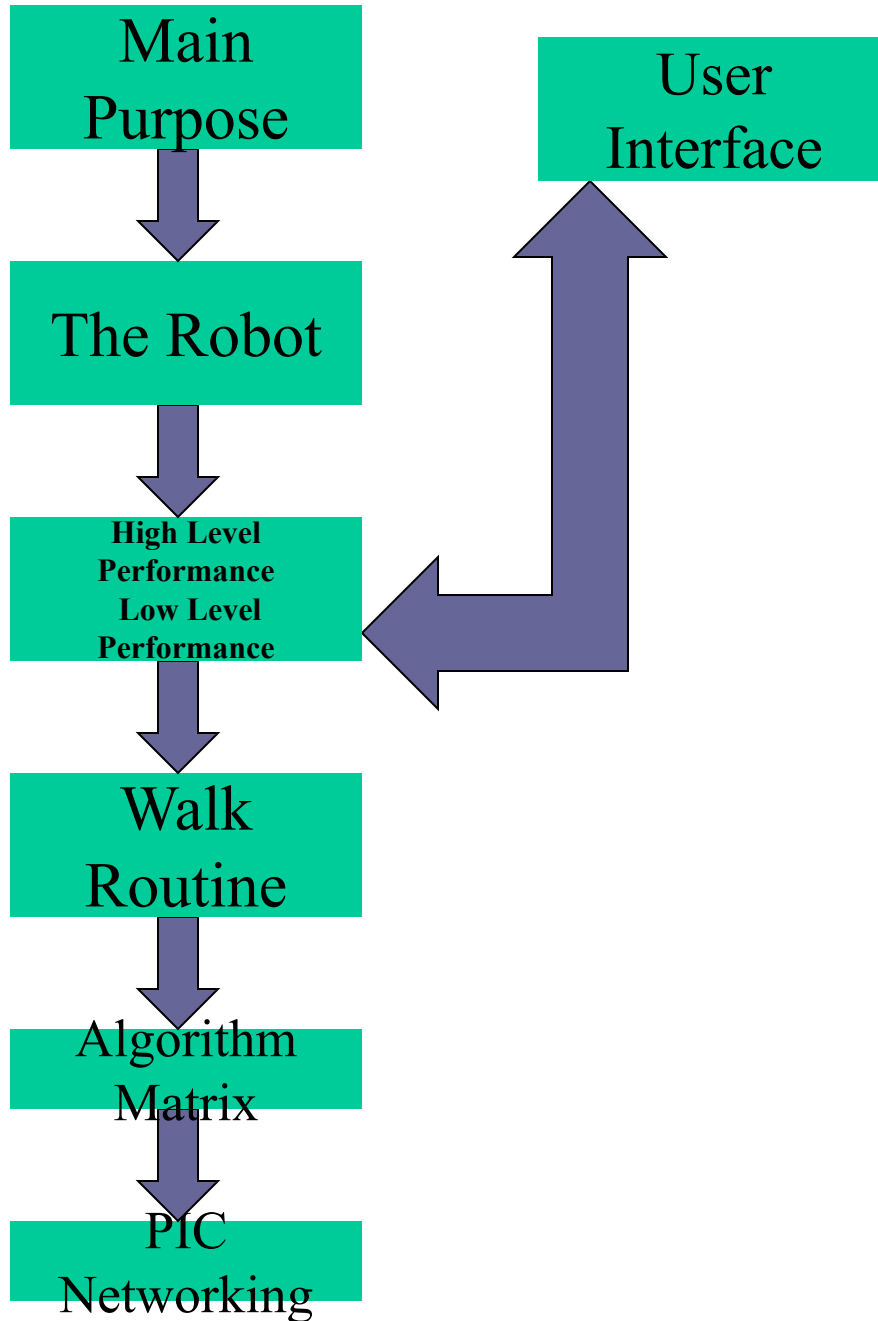 Main
Purpose
User
Interface
The Robot
High Level
Performance
Low Level
Performance
Walk
Routine
Algorithm
Matrix
PIC
Networking